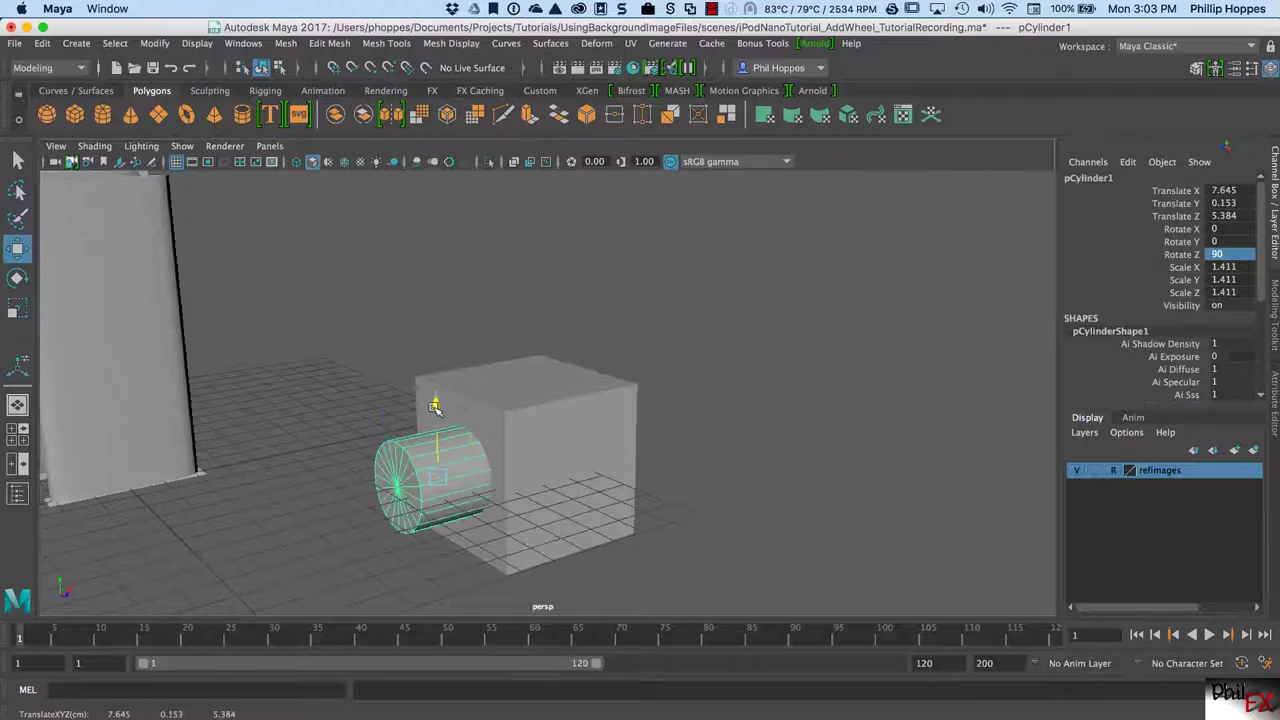 Maya Window 83°C / 79°C / 2534 RPM 100% Mon 3:03 PM Phillip Hoppes
Autodesk Maya 2017: /Users/phoppes/Documents/Projects/Tutorials/UsingBackgroundImageFiles/scenes/iPodNanoTutorial_AddWheel_TutorialRecording.ma* --- pCylinder1
File Edit Create Select Modify Display Windows Mesh Edit Mesh Mesh Tools Mesh Display Curves Surfaces Deform UV Generate Cache Bonus Tools [Arnold] Help Workspace: Maya Classic*
Modeling No Live Surface Phil Hoppes
Curves / Surfaces Polygons Sculpting Rigging Animation Rendering FX FX Caching Custom XGen Bifrost MASH Motion Graphics Arnold
T SVG
View Shading Lighting Show Renderer Panels
0.00 1.00 sRGB gamma
Channels Edit Object Show
pCylinder1
Translate X 7.645
Translate Y 0.153
Translate Z 5.384
Rotate X 0
Rotate Y 0
Rotate Z 90
Scale X 1.411
Scale Y 1.411
Scale Z 1.411
Visibility on
SHAPES
pCylinderShape1
Ai Shadow Density 1
Ai Exposure 0
Ai Diffuse 1
Ai Specular 1
Ai Sss 1
Channel Box / Layer Editor
Modeling Toolkit
Attribute Editor
Display Anim
Layers Options Help
V R refimages
persp
1 5 10 15 20 25 30 35 40 45 50 55 60 65 70 75 80 85 90 95 100 105 110 115 12
1
1 1 1 120 120 200 No Anim Layer No Character Set
MEL
TranslateXYZ(cm): 7.645 0.153 5.384
Phil FX